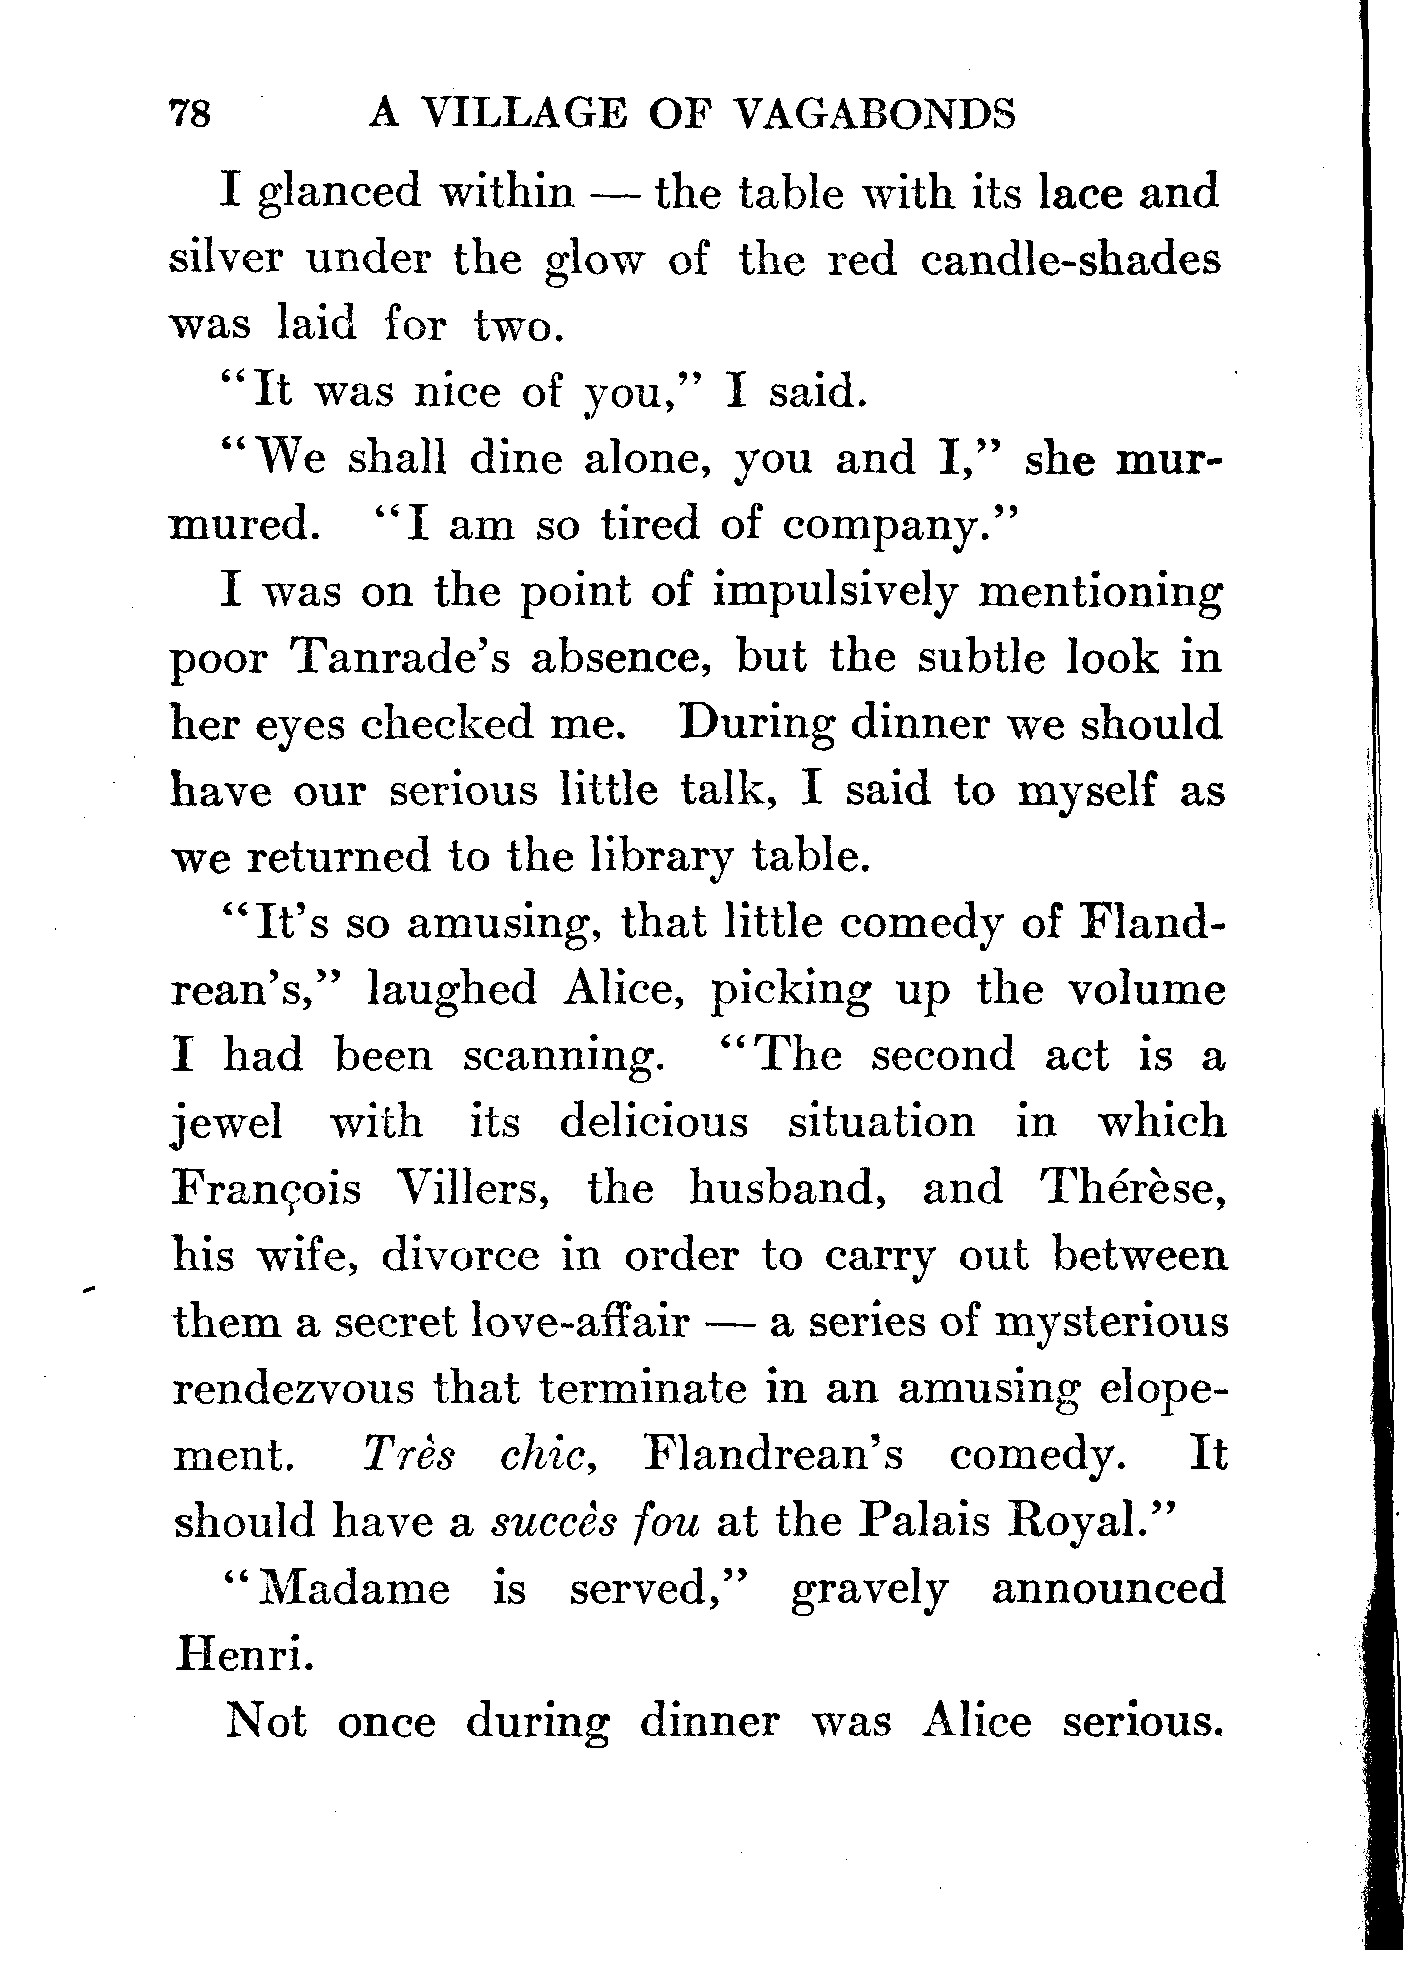 78 A VILLAGE OF VAGABONDS
I glanced within — the table with its lace and
silver under the glow of the red candle-shades
was laid for two.
"It was nice of you," I said.
"We shall dine alone, you and I," she mur-
mured. "I am so tired of company."
I was on the point of impulsively mentioning
poor Tanrade's absence, but the subtle look in
her eyes checked me. During dinner we should
have our serious little talk, I said to myself as
we returned to the library table.
"It's so amusing, that little comedy of Fland-
rean's," laughed Alice, picking up the volume
I had been scanning. "The second act is a
jewel with its delicious situation in which
François Villers, the husband, and Thérèse,
his wife, divorce in order to carry out between
them a secret love-affair — a series of mysterious
rendezvous that terminate in an amusing elope-
ment. Très chic, Flandrean's comedy. It
should have a succès fou at the Palais Royal."
"Madame is served," gravely announced
Henri.
Not once during dinner was Alice serious.